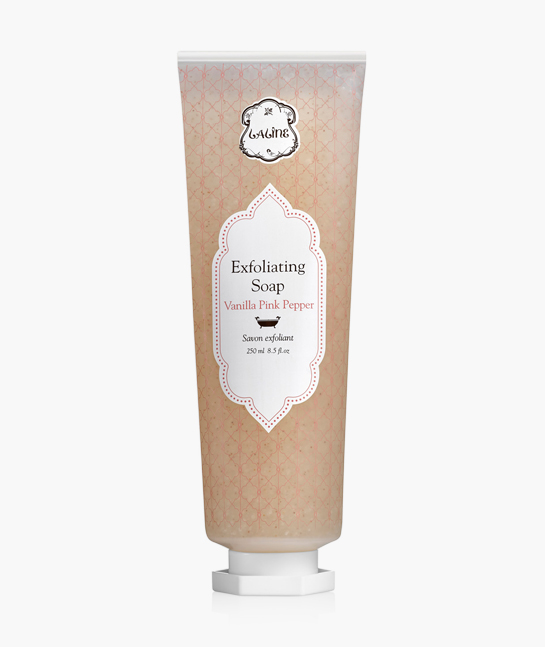 LALINE
Exfoliating
Soap
Vanilla Pink Pepper
Savon exfoliant
250 ml 8.5 fl.oz